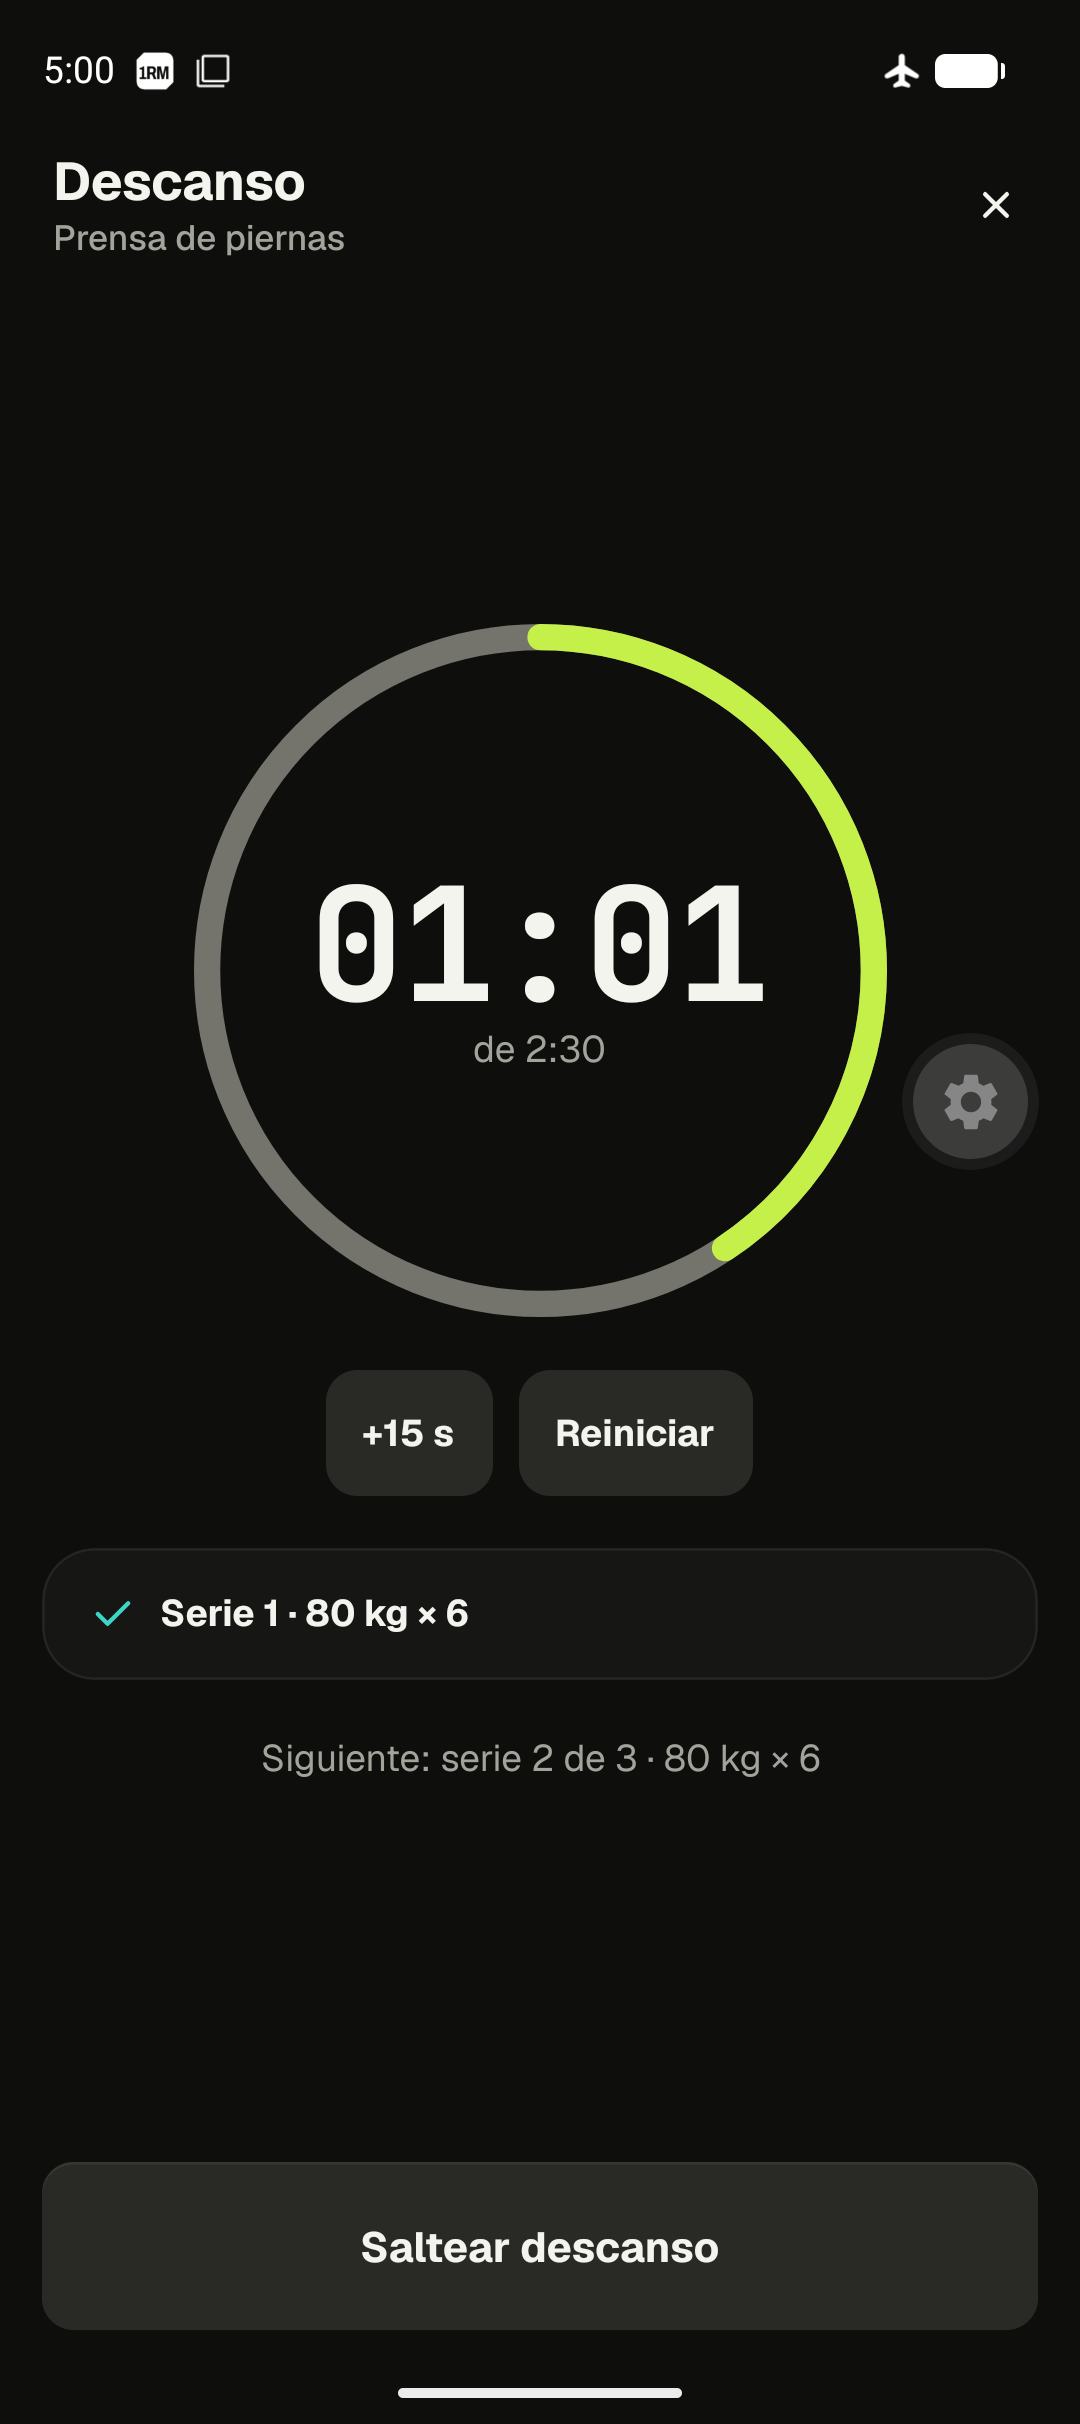 5:00 1RM
Descanso
Prensa de piernas
01:01
de 2:30
+15 s
Reiniciar
Serie 1 · 80 kg × 6
Siguiente: serie 2 de 3 · 80 kg × 6
Saltear descanso